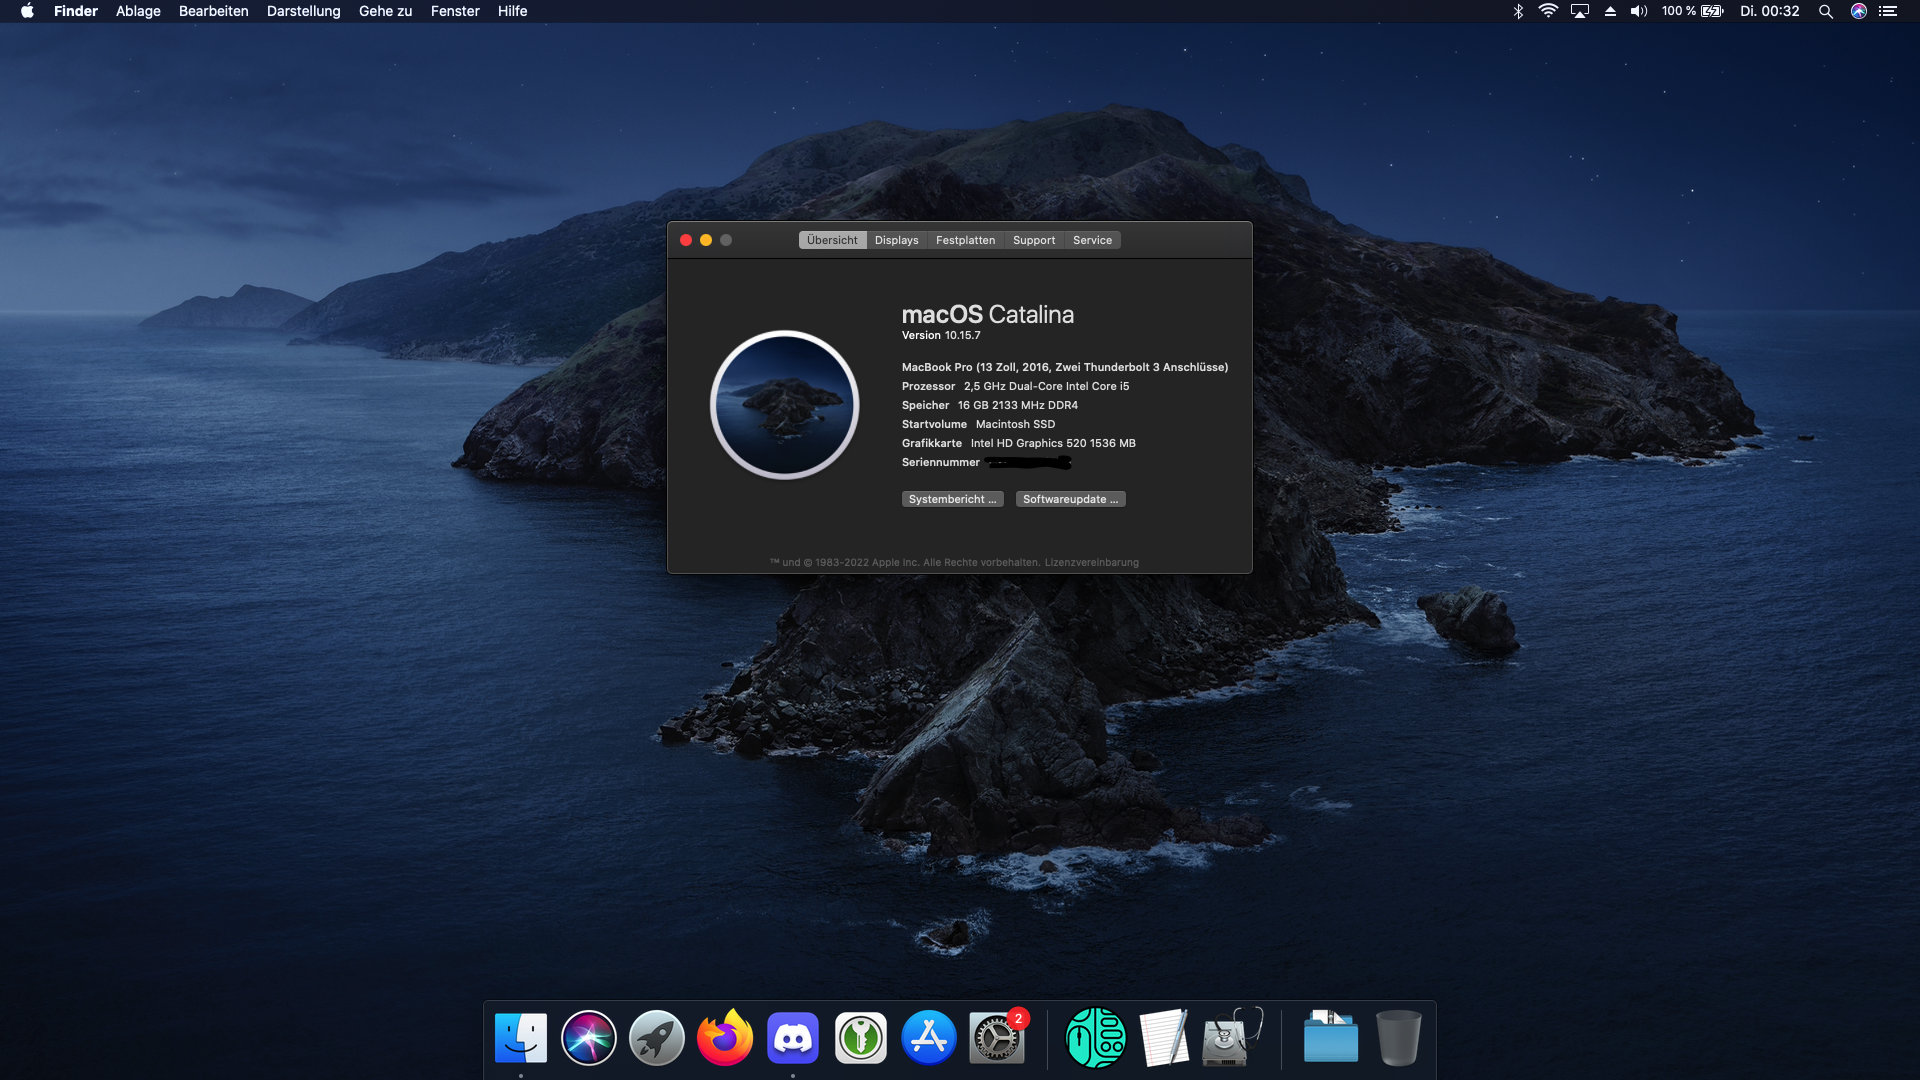 Finder Ablage Bearbeiten Darstellung Gehe zu Fenster Hilfe 100 % Di. 00:32
Übersicht Displays Festplatten Support Service
macOS Catalina
Version 10.15.7
MacBook Pro (13 Zoll, 2016, Zwei Thunderbolt 3 Anschlüsse)
Prozessor 2,5 GHz Dual-Core Intel Core i5
Speicher 16 GB 2133 MHz DDR4
Startvolume Macintosh SSD
Grafikkarte Intel HD Graphics 520 1536 MB
Seriennummer
Systembericht ... Softwareupdate ...
™ und © 1983-2022 Apple Inc. Alle Rechte vorbehalten. Lizenzvereinbarung
2